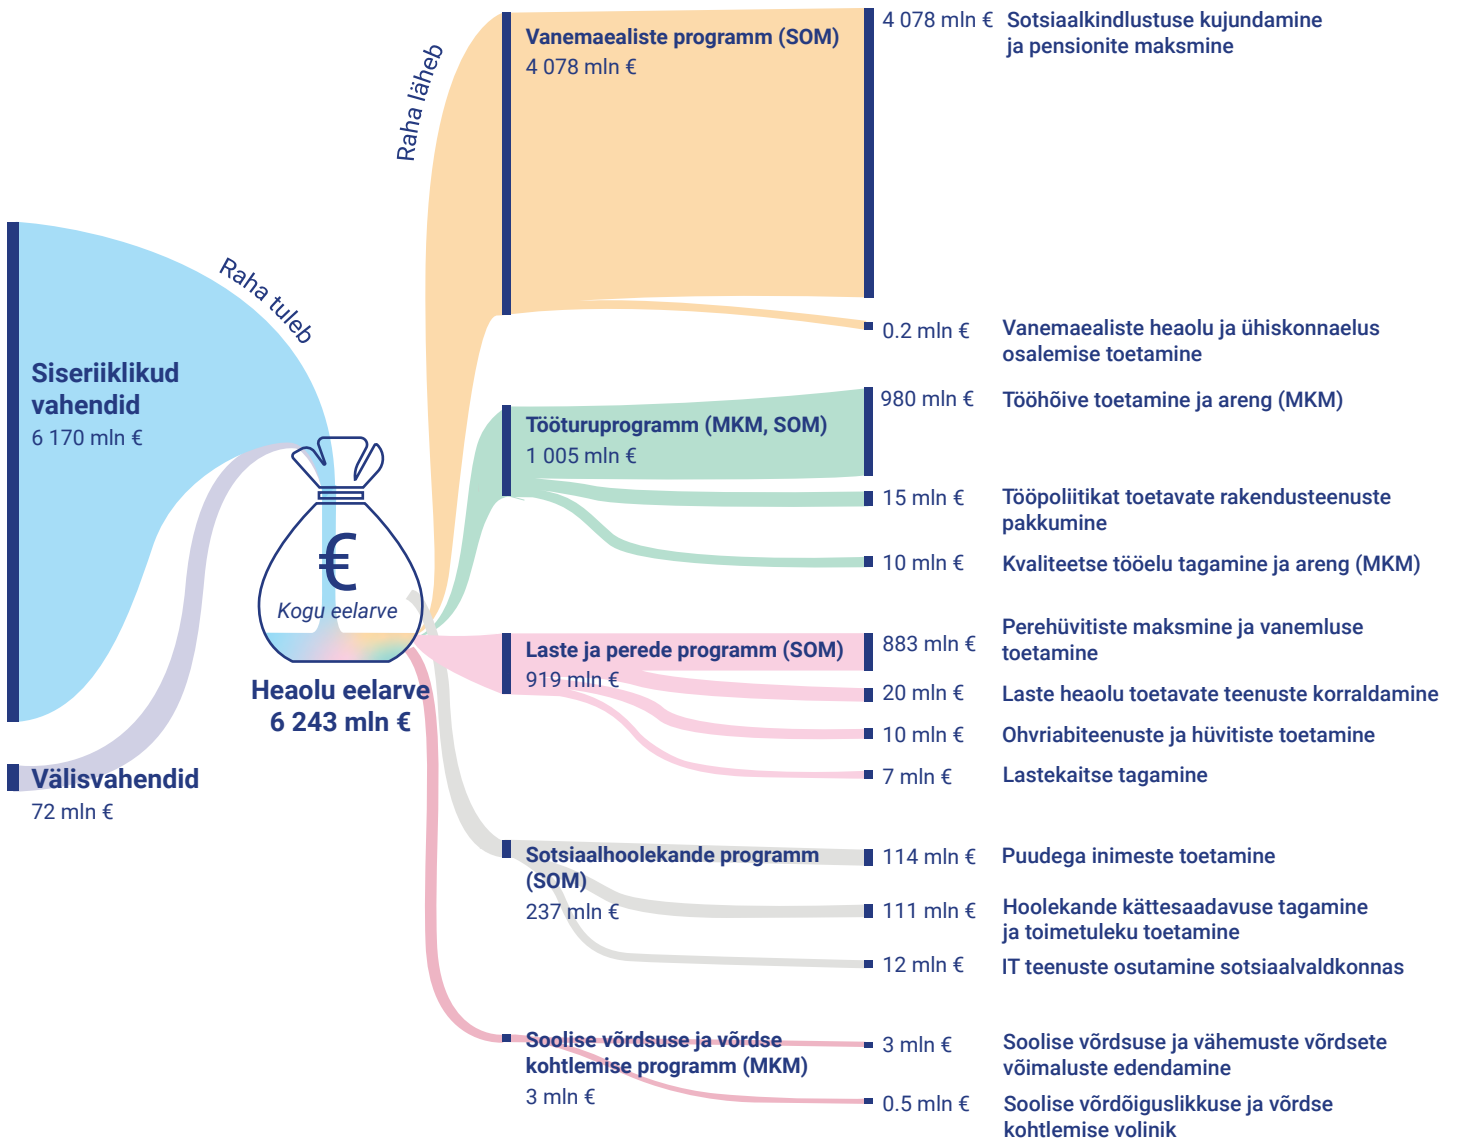 Raha tuleb
Siseriiklikud
vahendid
6 170 mln €
Välisvahendid
72 mln €
€
Kogu eelarve
Heaolu eelarve
6 243 mln €
Raha läheb
Vanemaealiste programm (SOM)
4 078 mln €
4 078 mln € Sotsiaalkindlustuse kujundamine
ja pensionite maksmine
0.2 mln € Vanemaealiste heaolu ja ühiskonnaelus
osalemise toetamine
Tööturuprogramm (MKM, SOM)
1 005 mln €
980 mln € Tööhõive toetamine ja areng (MKM)
15 mln € Tööpoliitikat toetavate rakendusteenuste
pakkumine
10 mln € Kvaliteetse tööelu tagamine ja areng (MKM)
Laste ja perede programm (SOM)
919 mln €
883 mln € Perehüvitiste maksmine ja vanemluse
toetamine
20 mln € Laste heaolu toetavate teenuste korraldamine
10 mln € Ohvriabiteenuste ja hüvitiste toetamine
7 mln € Lastekaitse tagamine
Sotsiaalhoolekande programm
(SOM)
237 mln €
114 mln € Puudega inimeste toetamine
111 mln € Hoolekande kättesaadavuse tagamine
ja toimetuleku toetamine
12 mln € IT teenuste osutamine sotsiaalvaldkonnas
Soolise võrdsuse ja võrdse
kohtlemise programm (MKM)
3 mln €
3 mln € Soolise võrdsuse ja vähemuste võrdsete
võimaluste edendamine
0.5 mln € Soolise võrdõiguslikkuse ja võrdse
kohtlemise volinik